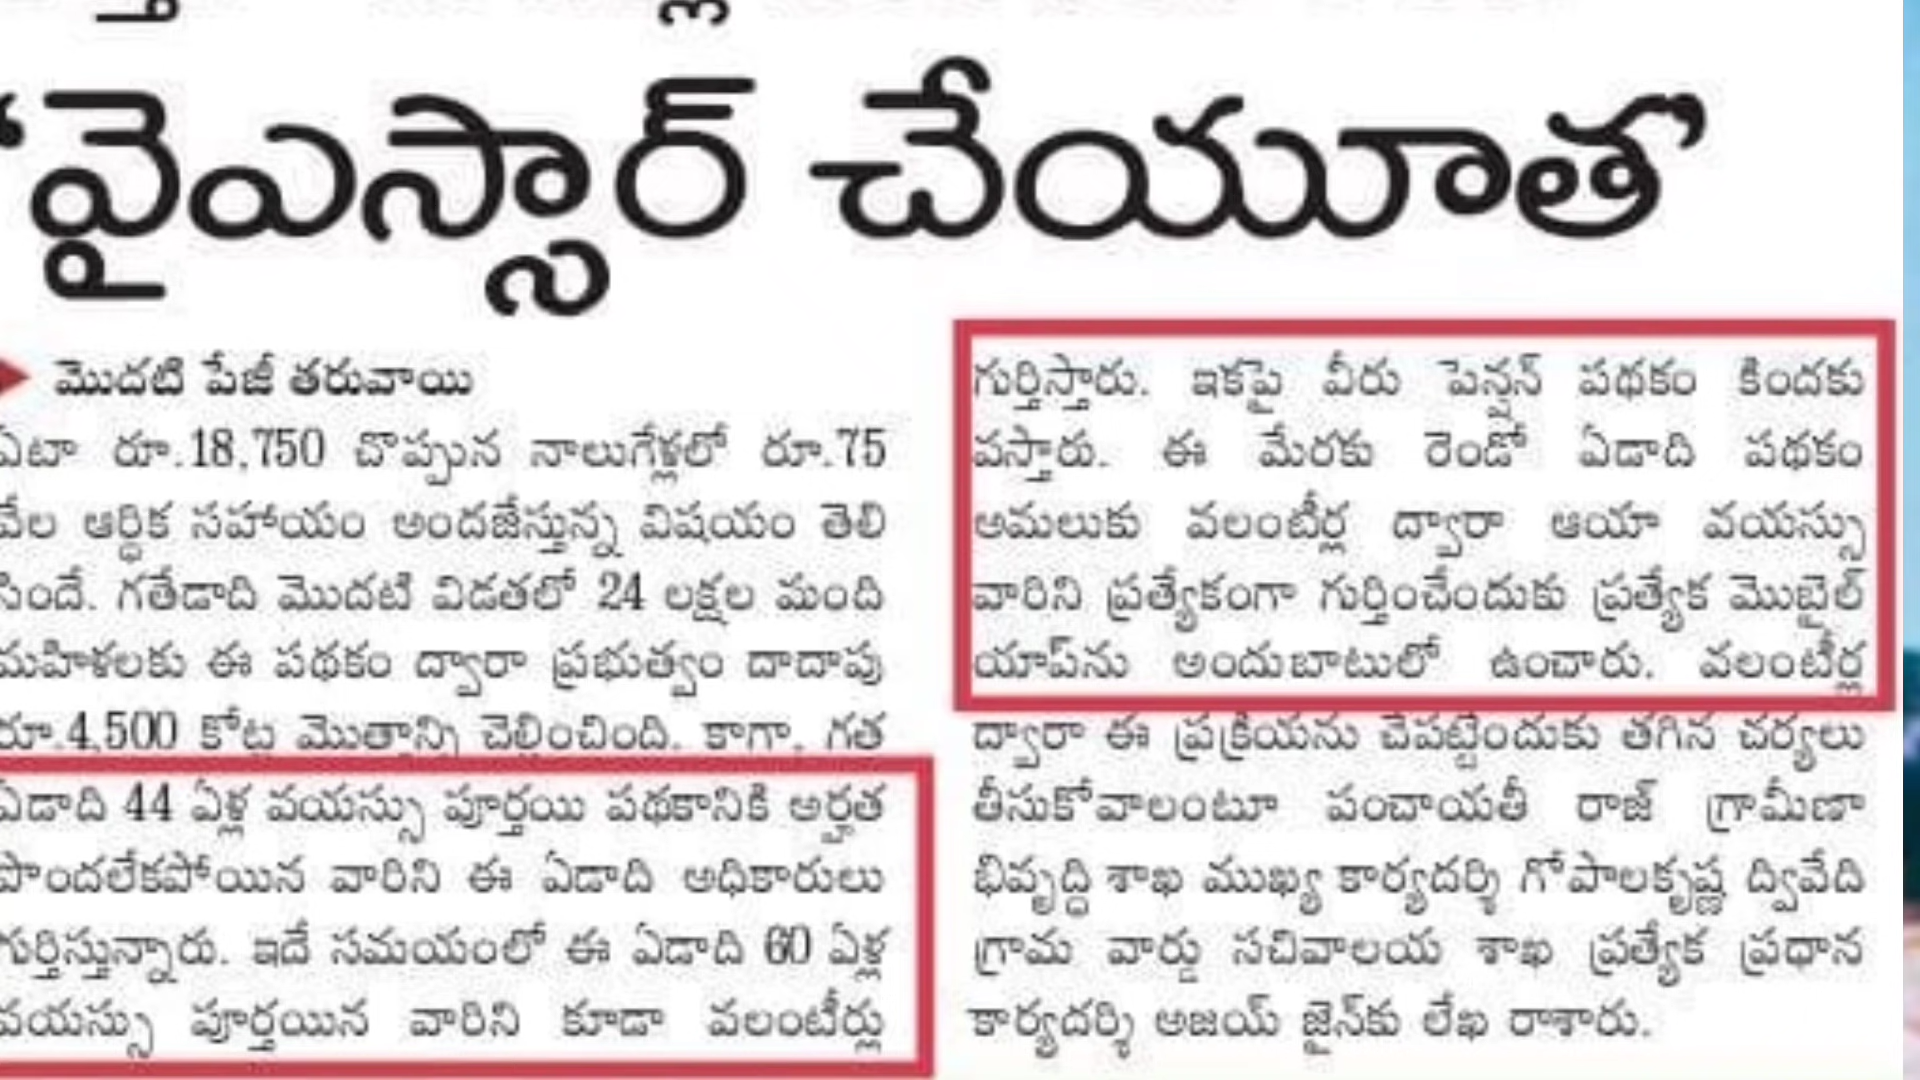 ‘వైఎస్సార్ చేయూత’
మొదటి పేజీ తరువాయి
ఏటా రూ.18,750 చొప్పున నాలుగేళ్లలో రూ.75
వేల ఆర్థిక సహాయం అందజేస్తున్న విషయం తెలి
సిందే. గతేడాది మొదటి విడతలో 24 లక్షల మంది
మహిళలకు ఈ పథకం ద్వారా ప్రభుత్వం దాదాపు
రూ.4,500 కోట్ల మొత్తాన్ని చెల్లించింది. కాగా, గత
ఏడాది 44 ఏళ్ల వయస్సు పూర్తయి పథకానికి అర్హత
పొందలేకపోయిన వారిని ఈ ఏడాది అధికారులు
గుర్తిస్తున్నారు. ఇదే సమయంలో ఈ ఏడాది 60 ఏళ్ల
వయస్సు పూర్తయిన వారిని కూడా వలంటీర్లు
గుర్తిస్తారు. ఇకపై వీరు పెన్షన్ పథకం కిందకు
వస్తారు. ఈ మేరకు రెండో ఏడాది పథకం
అమలుకు వలంటీర్ల ద్వారా ఆయా వయస్సు
వారిని ప్రత్యేకంగా గుర్తించేందుకు ప్రత్యేక మొబైల్
యాప్‌ను అందుబాటులో ఉంచారు. వలంటీర్ల
ద్వారా ఈ ప్రక్రియను చేపట్టేందుకు తగిన చర్యలు
తీసుకోవాలంటూ పంచాయతీ రాజ్ గ్రామీణా
భివృద్ధి శాఖ ముఖ్య కార్యదర్శి గోపాలకృష్ణ ద్వివేది
గ్రామ వార్డు సచివాలయ శాఖ ప్రత్యేక ప్రధాన
కార్యదర్శి అజయ్ జైన్‌కు లేఖ రాశారు.